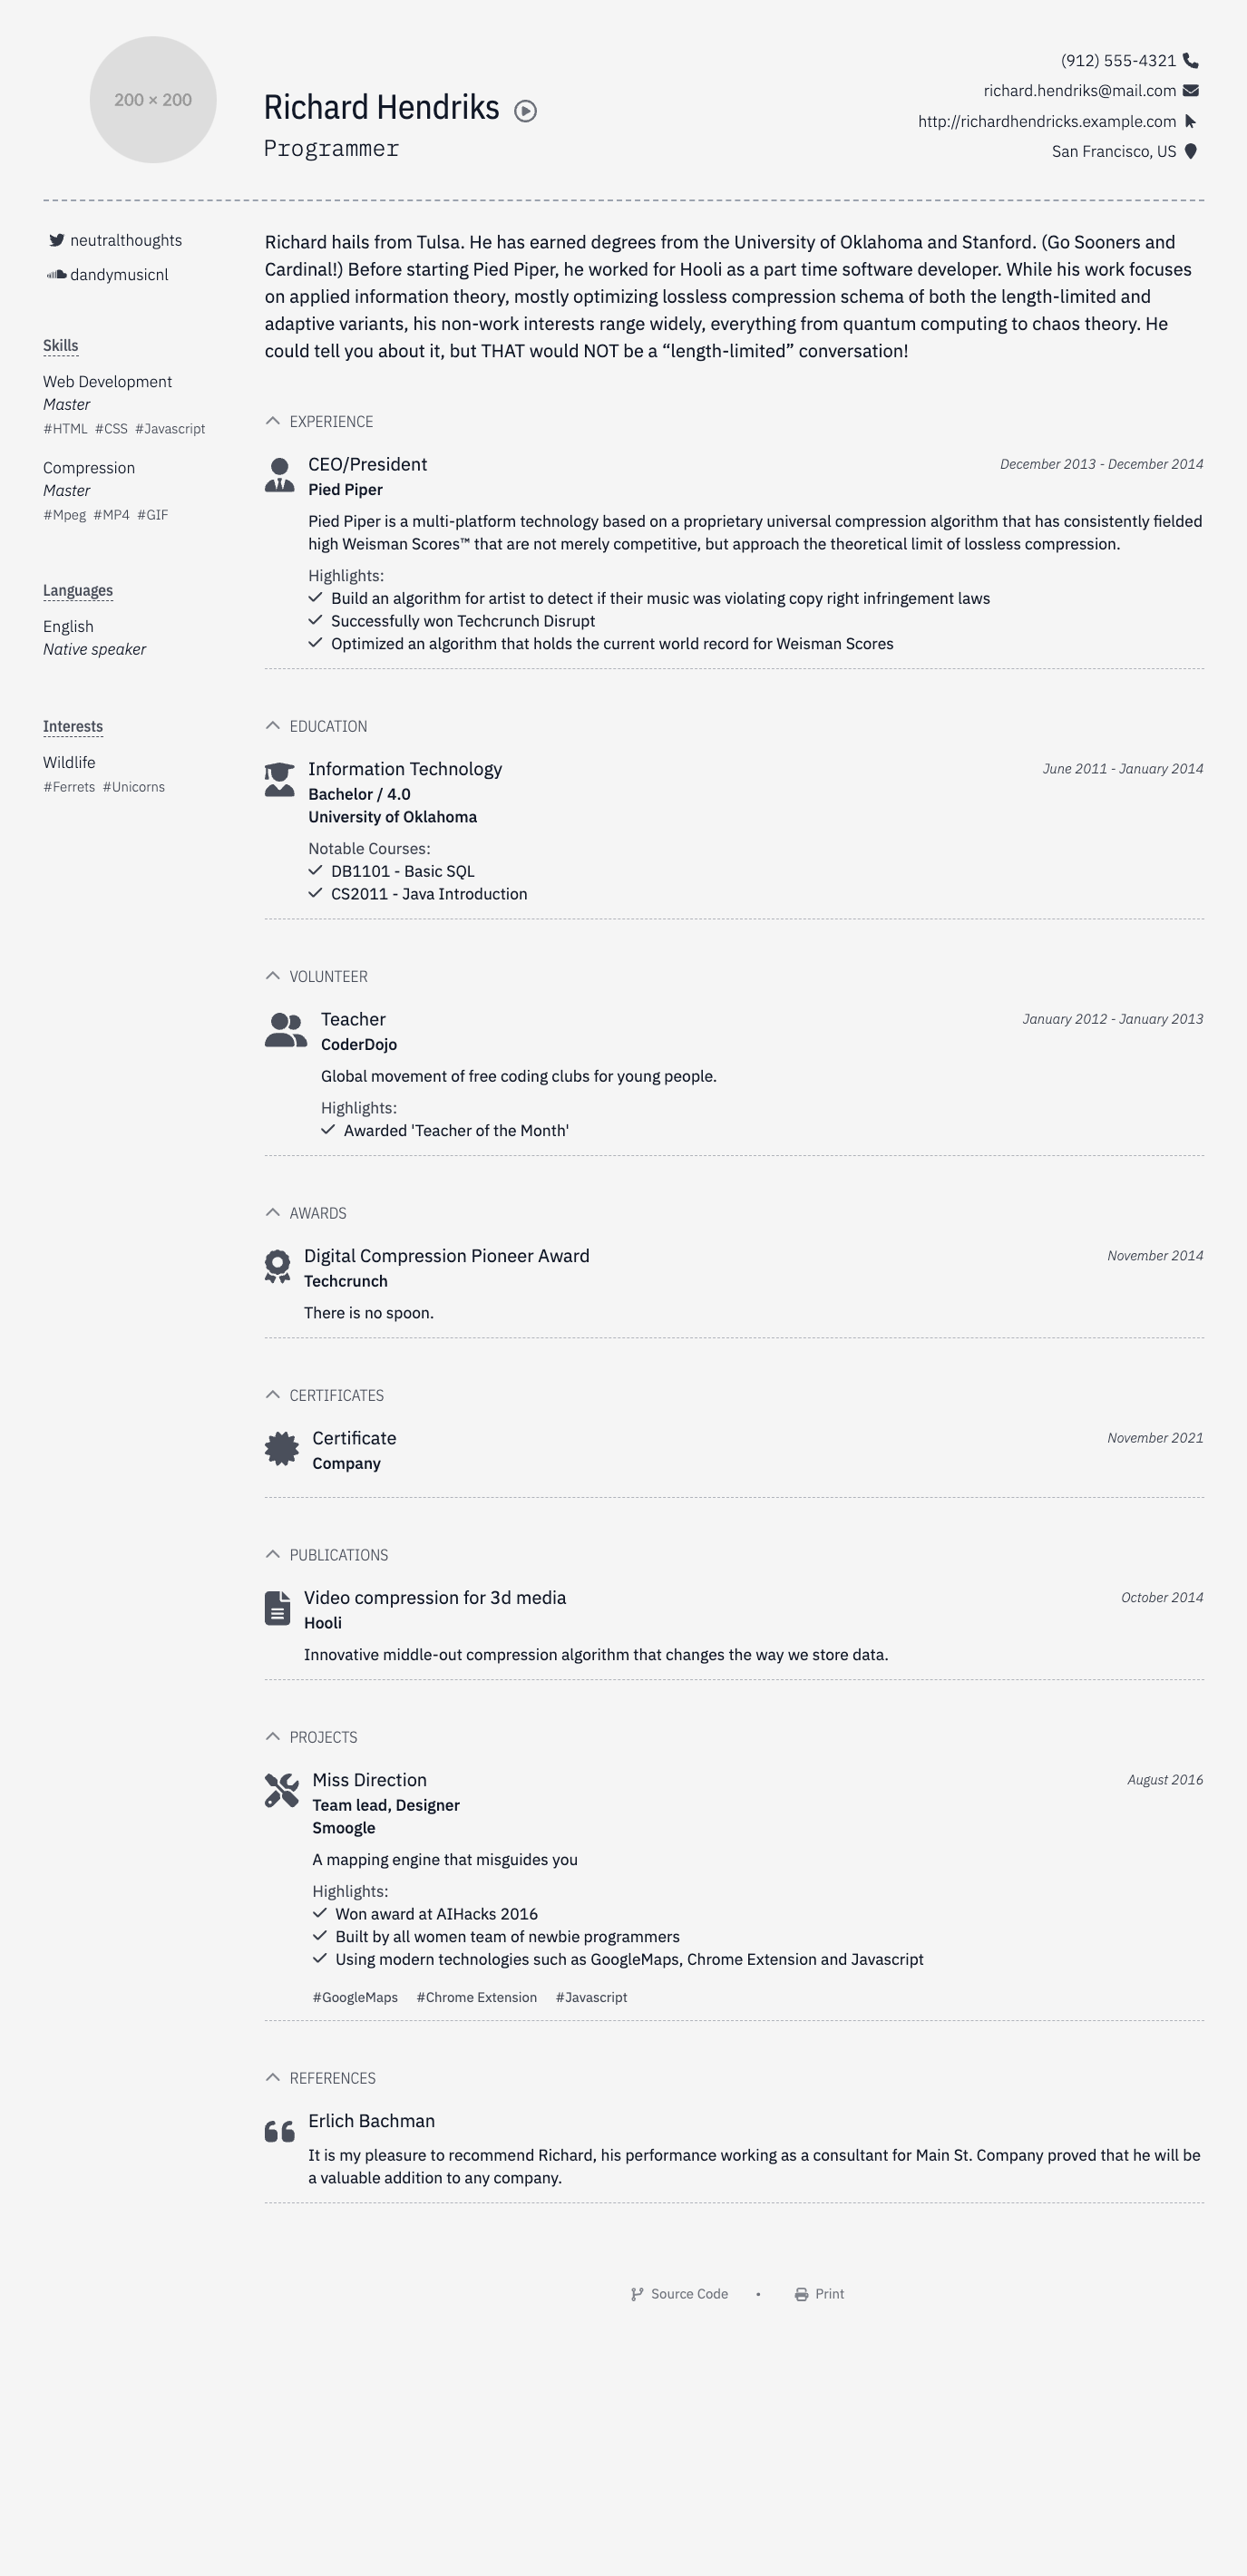 200 × 200
Richard Hendriks
Programmer
(912) 555-4321
richard.hendriks@mail.com
http://richardhendricks.example.com
San Francisco, US
neutralthoughts
dandymusicnl
Skills
Web Development
Master
#HTML #CSS #Javascript
Compression
Master
#Mpeg #MP4 #GIF
Languages
English
Native speaker
Interests
Wildlife
#Ferrets #Unicorns
Richard hails from Tulsa. He has earned degrees from the University of Oklahoma and Stanford. (Go Sooners and
Cardinal!) Before starting Pied Piper, he worked for Hooli as a part time software developer. While his work focuses
on applied information theory, mostly optimizing lossless compression schema of both the length-limited and
adaptive variants, his non-work interests range widely, everything from quantum computing to chaos theory. He
could tell you about it, but THAT would NOT be a “length-limited” conversation!
EXPERIENCE
CEO/President
December 2013 - December 2014
Pied Piper
Pied Piper is a multi-platform technology based on a proprietary universal compression algorithm that has consistently fielded
high Weisman Scores™ that are not merely competitive, but approach the theoretical limit of lossless compression.
Highlights:
Build an algorithm for artist to detect if their music was violating copy right infringement laws
Successfully won Techcrunch Disrupt
Optimized an algorithm that holds the current world record for Weisman Scores
EDUCATION
Information Technology
June 2011 - January 2014
Bachelor / 4.0
University of Oklahoma
Notable Courses:
DB1101 - Basic SQL
CS2011 - Java Introduction
VOLUNTEER
Teacher
January 2012 - January 2013
CoderDojo
Global movement of free coding clubs for young people.
Highlights:
Awarded 'Teacher of the Month'
AWARDS
Digital Compression Pioneer Award
November 2014
Techcrunch
There is no spoon.
CERTIFICATES
Certificate
November 2021
Company
PUBLICATIONS
Video compression for 3d media
October 2014
Hooli
Innovative middle-out compression algorithm that changes the way we store data.
PROJECTS
Miss Direction
August 2016
Team lead, Designer
Smoogle
A mapping engine that misguides you
Highlights:
Won award at AIHacks 2016
Built by all women team of newbie programmers
Using modern technologies such as GoogleMaps, Chrome Extension and Javascript
#GoogleMaps #Chrome Extension #Javascript
REFERENCES
Erlich Bachman
It is my pleasure to recommend Richard, his performance working as a consultant for Main St. Company proved that he will be
a valuable addition to any company.
Source Code • Print